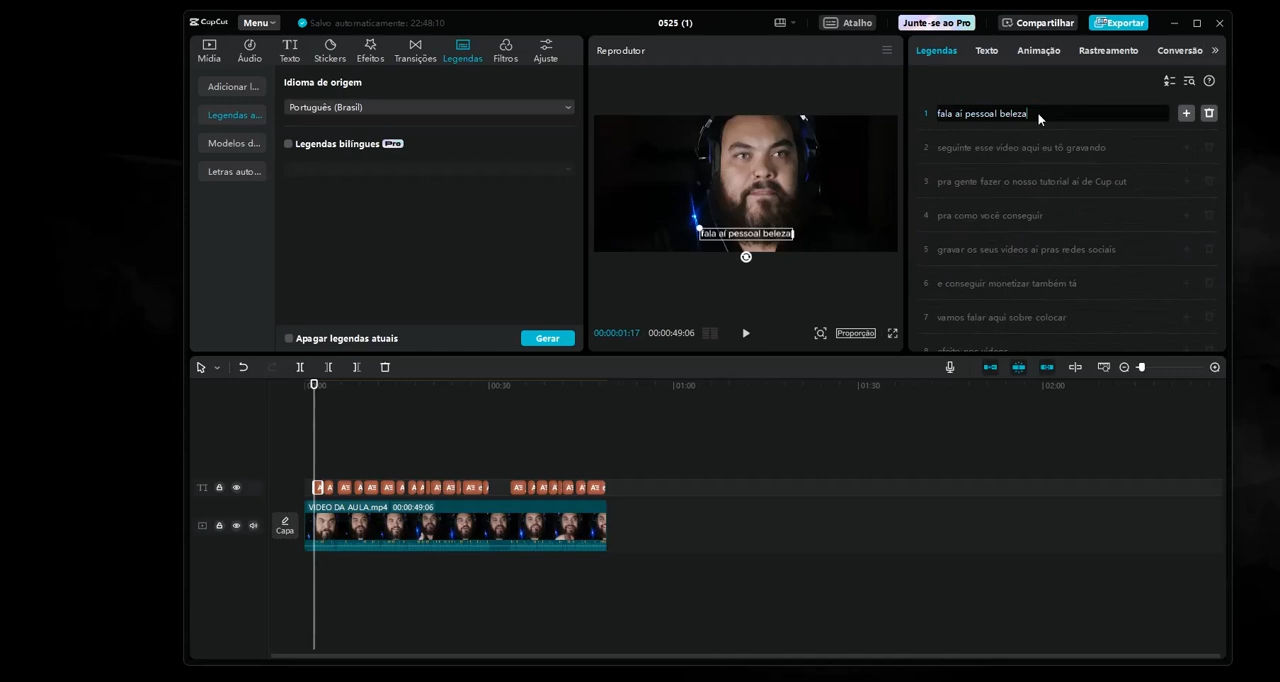 CapCut
Menu
Salvo automaticamente: 22:48:10
0525 (1)
Atalho
Junte-se ao Pro
Compartilhar
Exportar
Mídia
Áudio
Texto
Stickers
Efeitos
Transições
Legendas
Filtros
Ajuste
Reprodutor
Legendas
Texto
Animação
Rastreamento
Conversão
Adicionar l...
Legendas a...
Modelos d...
Letras auto...
Idioma de origem
Português (Brasil)
Legendas bilíngues Pro
Apagar legendas atuais
Gerar
fala aí pessoal beleza
00:00:01:17
00:00:49:06
Proporção
1 fala aí pessoal beleza
2 seguinte esse vídeo aqui eu tô gravando
3 pra gente fazer o nosso tutorial aí de Cup cut
4 pra como você conseguir
5 gravar os seus vídeos aí pras redes sociais
6 e conseguir monetizar também tá
7 vamos falar aqui sobre colocar
8 efeito nos vídeos
00:30
01:00
01:30
02:00
TI
VIDEO DA AULA.mp4 00:00:49:06
Capa